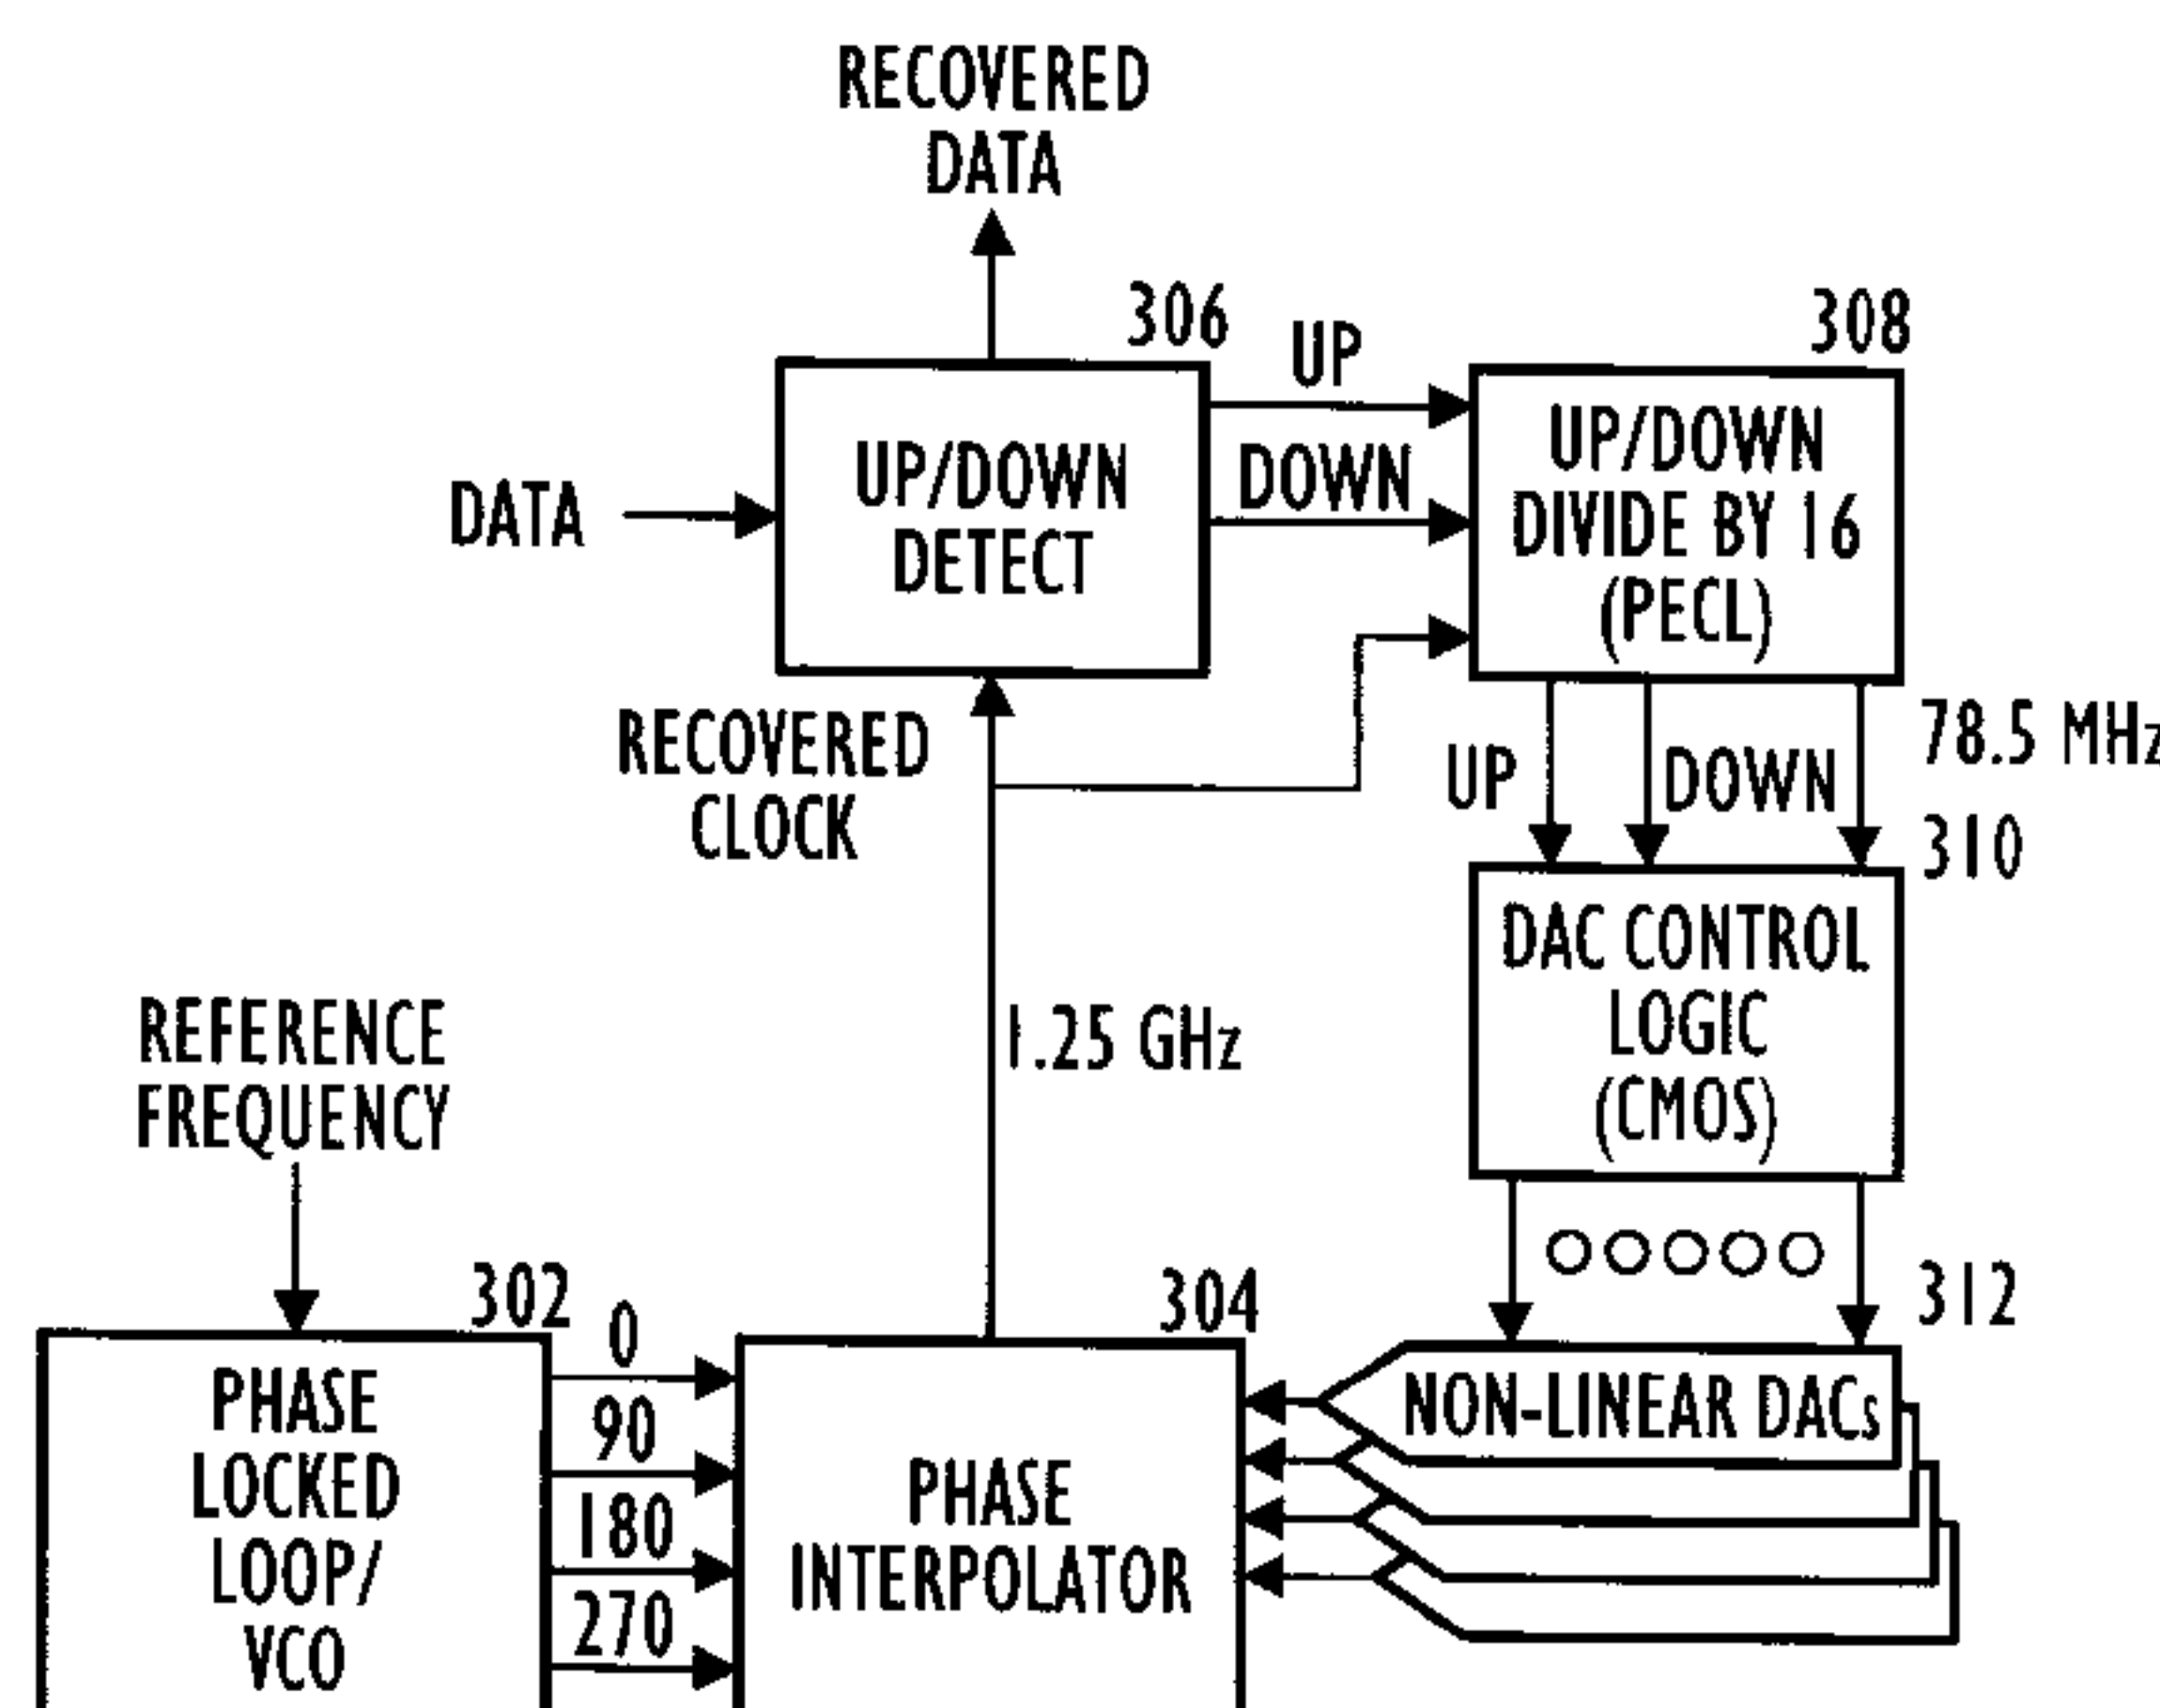 RECOVERED
DATA
306
UP
308
UP/DOWN
DETECT
DOWN
UP/DOWN
DIVIDE BY 16
(PECL)
DATA
RECOVERED
CLOCK
UP
DOWN
78.5 MHz
310
DAC CONTROL
LOGIC
(CMOS)
1.25 GHz
REFERENCE
FREQUENCY
302
0
304
312
PHASE
LOCKED
LOOP/
VCO
90
180
270
PHASE
INTERPOLATOR
NON-LINEAR DACs